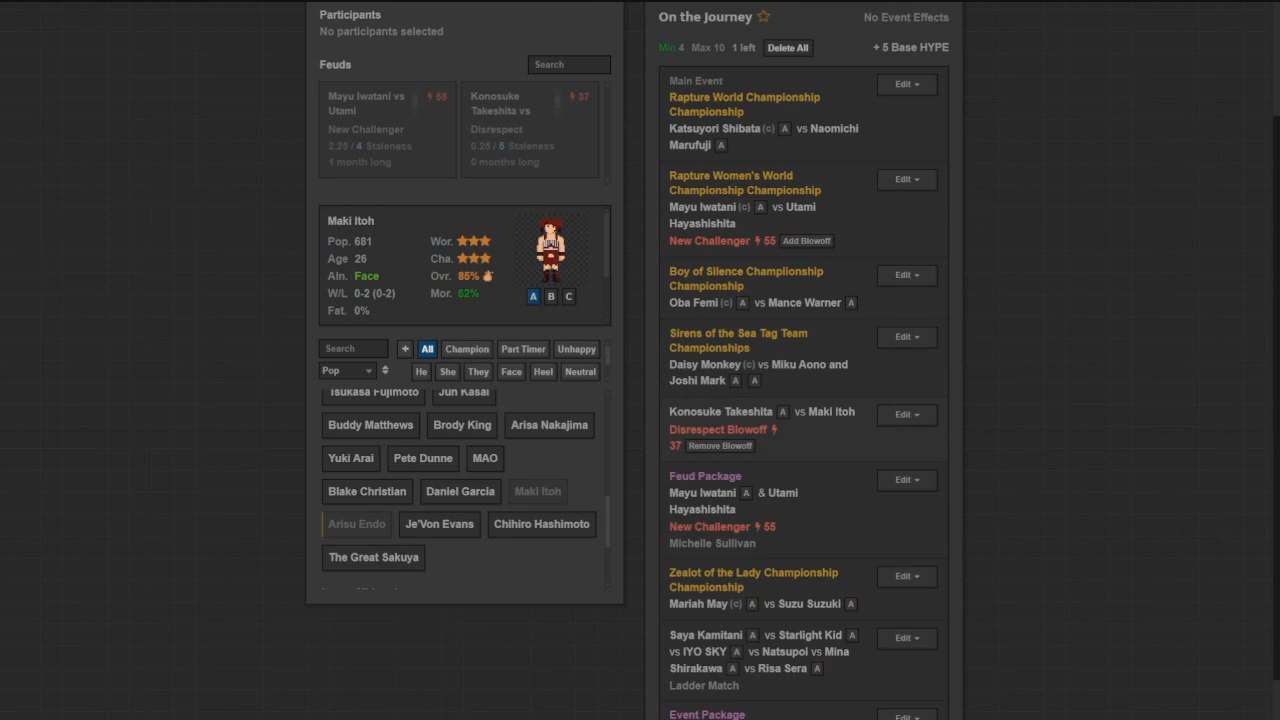 Participants
No participants selected
Feuds
Search
Mayu Iwatani vs
Utami
55
New Challenger
2.25 / 4 Staleness
1 month long
Konosuke
Takeshita vs
37
Disrespect
0.25 / 5 Staleness
0 months long
Maki Itoh
Pop. 681
Age 26
Aln. Face
W/L 0-2 (0-2)
Fat. 0%
Wor.
Cha.
Ovr. 85%
Mor. 62%
A B C
Search
+ All Champion Part Timer Unhappy
Pop
He She They Face Heel Neutral
Tsukasa Fujimoto Jun Kasai
Buddy Matthews Brody King Arisa Nakajima
Yuki Arai Pete Dunne MAO
Blake Christian Daniel Garcia Maki Itoh
Arisu Endo Je'Von Evans Chihiro Hashimoto
The Great Sakuya
On the Journey
No Event Effects
Min 4 Max 10 1 left Delete All
+ 5 Base HYPE
Main Event
Edit
Rapture World Championship
Championship
Katsuyori Shibata (c) A vs Naomichi
Marufuji A
Rapture Women's World
Edit
Championship Championship
Mayu Iwatani (c) A vs Utami
Hayashishita
New Challenger 55 Add Blowoff
Boy of Silence Champliionship
Edit
Championship
Oba Femi (c) A vs Mance Warner A
Sirens of the Sea Tag Team
Edit
Championships
Daisy Monkey (c) vs Miku Aono and
Joshi Mark A A
Konosuke Takeshita A vs Maki Itoh
Edit
Disrespect Blowoff
37 Remove Blowoff
Feud Package
Edit
Mayu Iwatani A & Utami
Hayashishita
New Challenger 55
Michelle Sullivan
Zealot of the Lady Championship
Edit
Championship
Mariah May (c) A vs Suzu Suzuki A
Saya Kamitani A vs Starlight Kid A
Edit
vs IYO SKY A vs Natsupoi vs Mina
Shirakawa A vs Risa Sera A
Ladder Match
Event Package
Edit